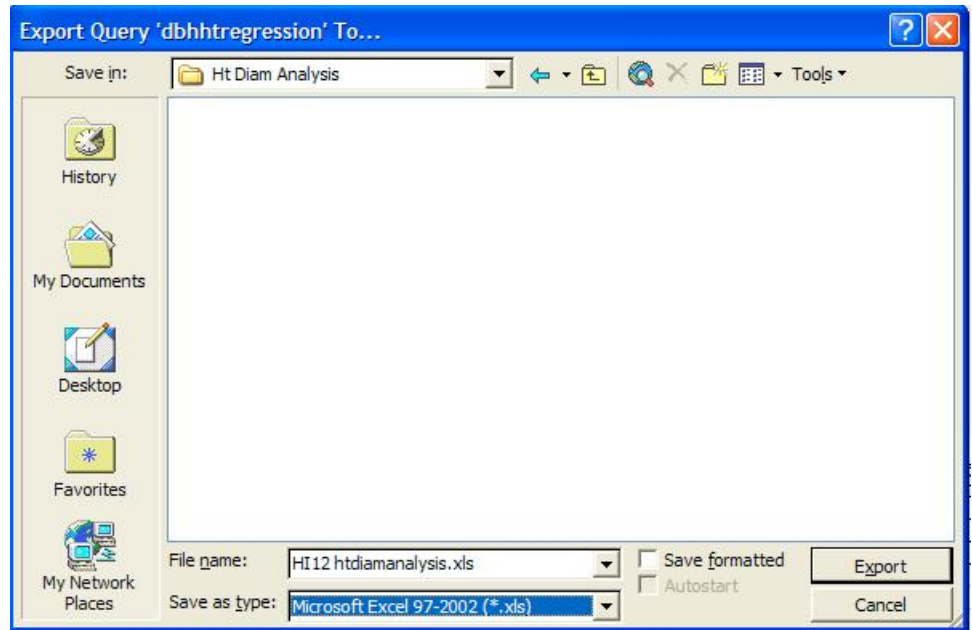 Export Query 'dbhhtregression' To...
Save in: Ht Diam Analysis Tools
History
My Documents
Desktop
Favorites
My Network
Places
File name: HI12 htdiamanalysis.xls Save formatted Export
Autostart
Save as type: Microsoft Excel 97-2002 (*.xls) Cancel